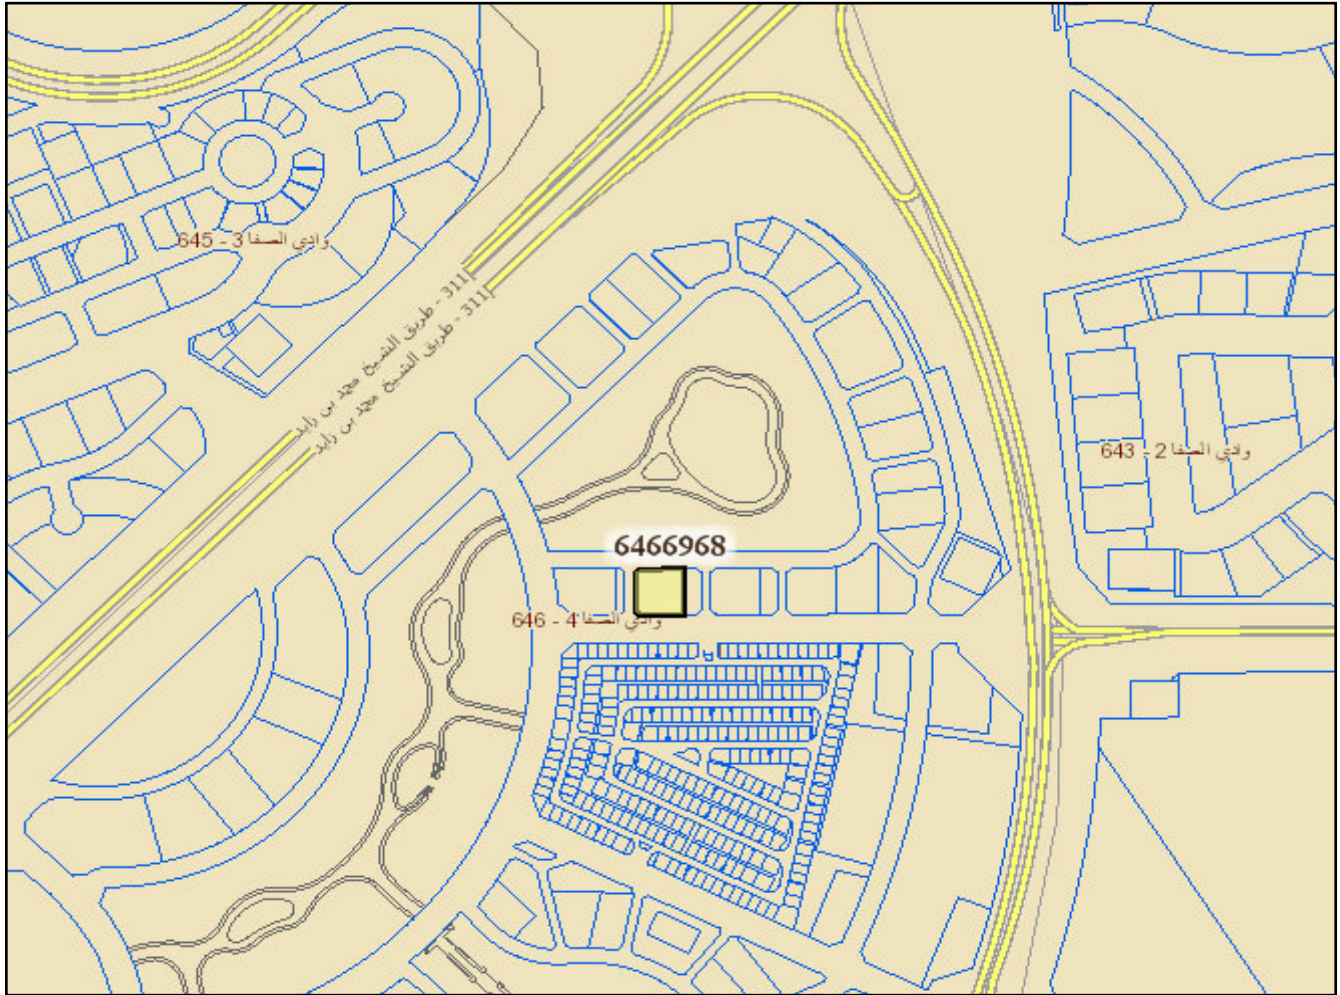 وادي الصفا 3 - 645
311 - طريق الشيخ محمد بن زايد
311 - طريق الشيخ محمد بن زايد
وادي الصفا 2 - 643
6466968
وادي الصفا 4 - 646